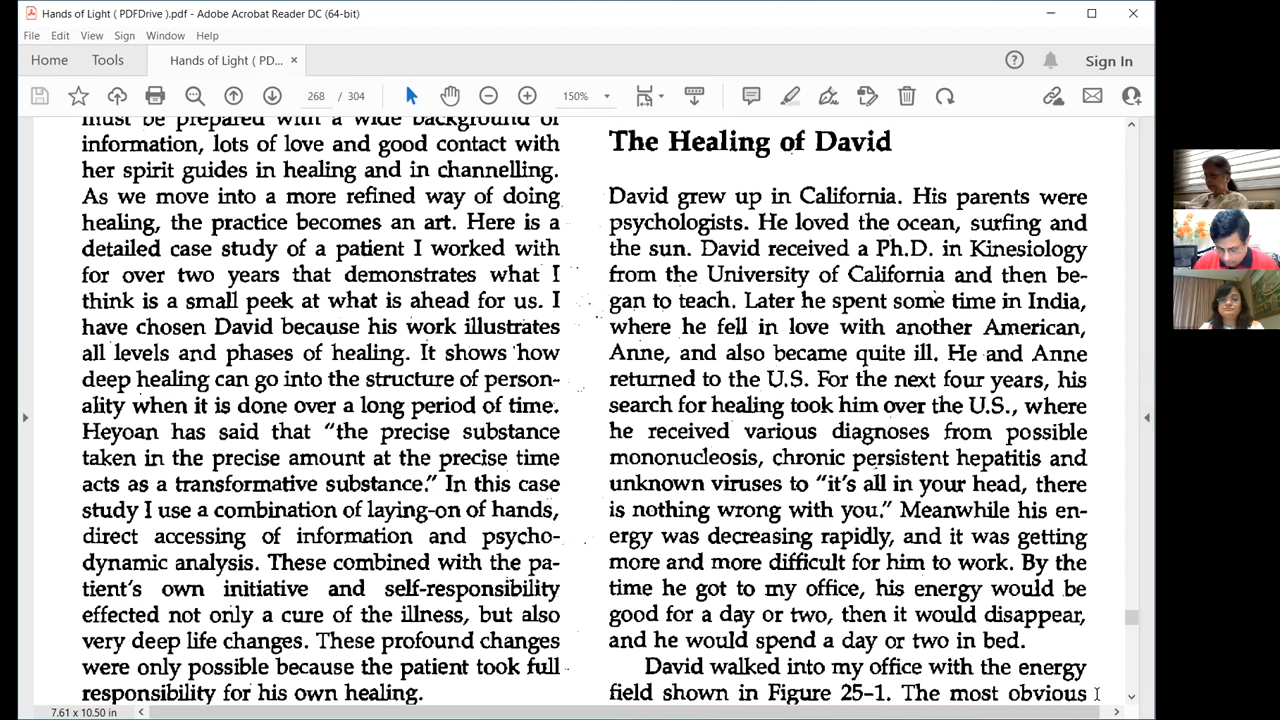 Hands of Light ( PDFDrive ).pdf - Adobe Acrobat Reader DC (64-bit)
File Edit View Sign Window Help
Home Tools Hands of Light ( PD... × Sign In
268 / 304 150%
must be prepared with a wide background of
information, lots of love and good contact with
her spirit guides in healing and in channelling.
As we move into a more refined way of doing
healing, the practice becomes an art. Here is a
detailed case study of a patient I worked with
for over two years that demonstrates what I
think is a small peek at what is ahead for us. I
have chosen David because his work illustrates
all levels and phases of healing. It shows how
deep healing can go into the structure of person-
ality when it is done over a long period of time.
Heyoan has said that “the precise substance
taken in the precise amount at the precise time
acts as a transformative substance.” In this case
study I use a combination of laying-on of hands,
direct accessing of information and psycho-
dynamic analysis. These combined with the pa-
tient’s own initiative and self-responsibility
effected not only a cure of the illness, but also
very deep life changes. These profound changes
were only possible because the patient took full
responsibility for his own healing.
The Healing of David
David grew up in California. His parents were
psychologists. He loved the ocean, surfing and
the sun. David received a Ph.D. in Kinesiology
from the University of California and then be-
gan to teach. Later he spent some time in India,
where he fell in love with another American,
Anne, and also became quite ill. He and Anne
returned to the U.S. For the next four years, his
search for healing took him over the U.S., where
he received various diagnoses from possible
mononucleosis, chronic persistent hepatitis and
unknown viruses to “it’s all in your head, there
is nothing wrong with you.” Meanwhile his en-
ergy was decreasing rapidly, and it was getting
more and more difficult for him to work. By the
time he got to my office, his energy would be
good for a day or two, then it would disappear,
and he would spend a day or two in bed.
David walked into my office with the energy
field shown in Figure 25–1. The most obvious
7.61 x 10.50 in